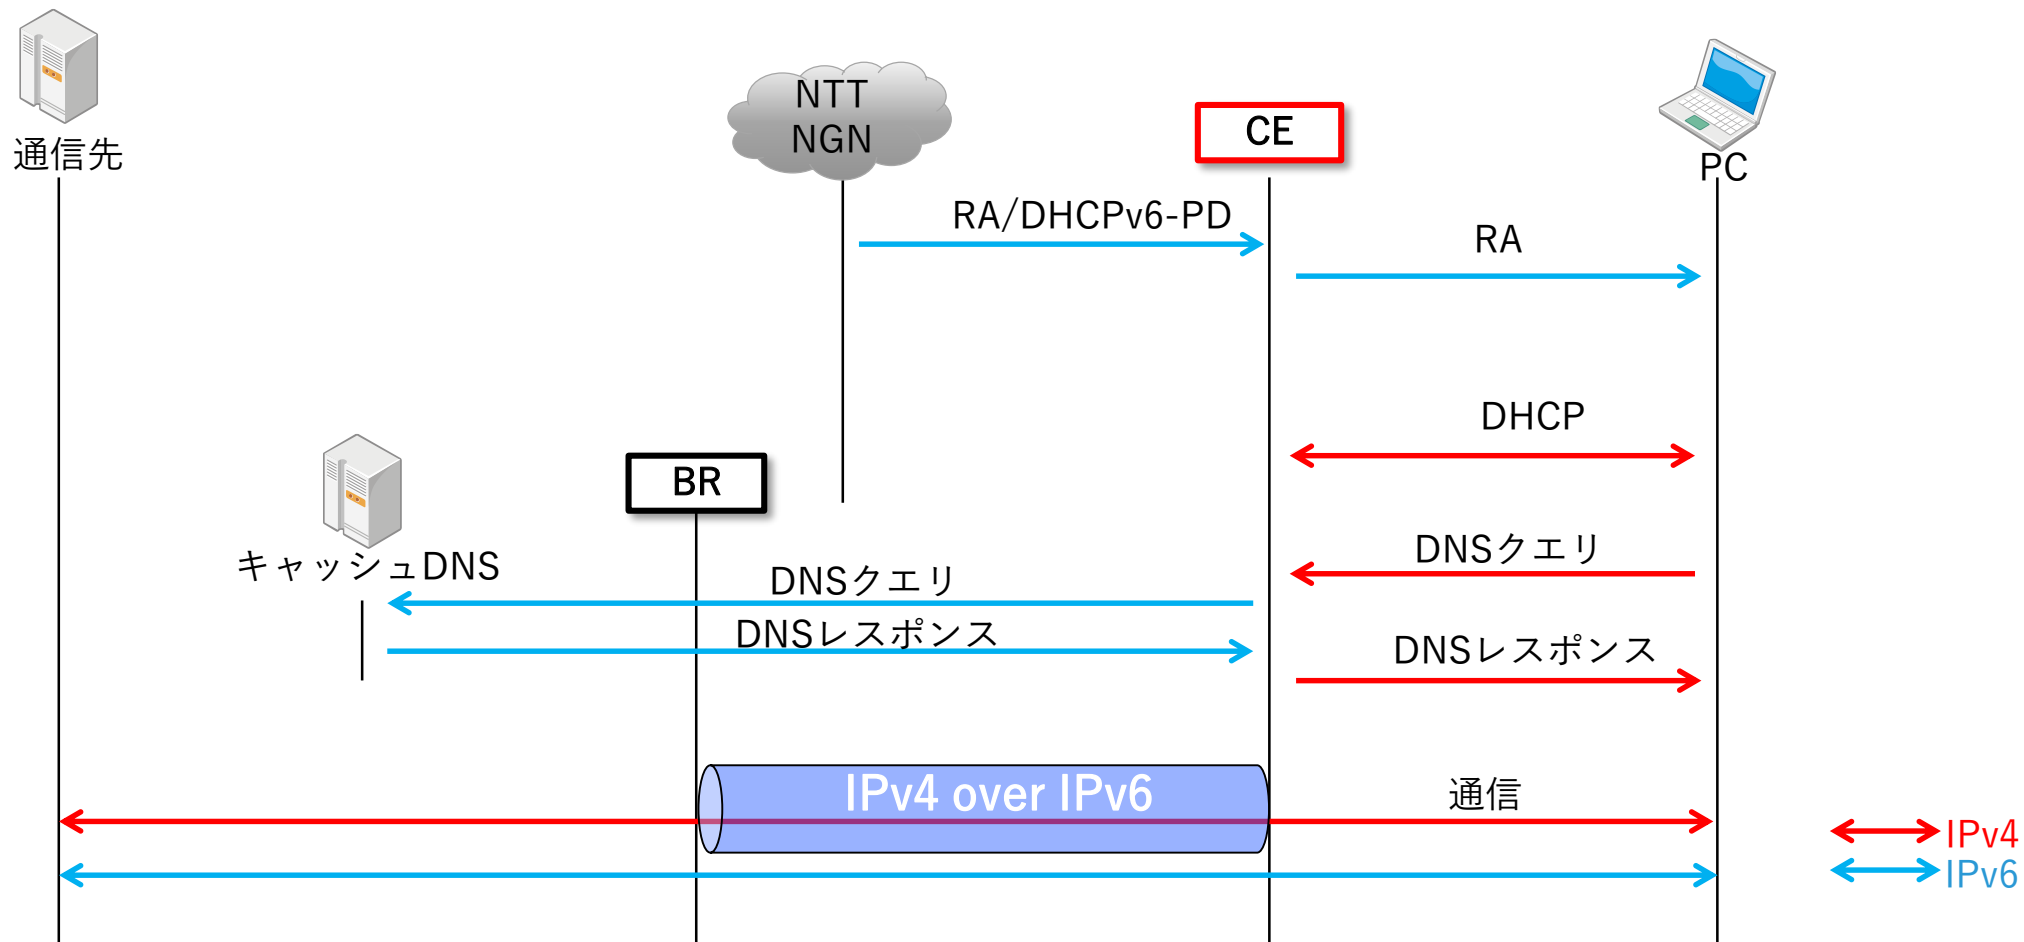 NTT
NGN
CE
通信先
PC
RA/DHCPv6-PD
RA
DHCP
BR
DNSクエリ
キャッシュDNS
DNSクエリ
DNSレスポンス
DNSレスポンス
IPv4 over IPv6
通信
IPv4
IPv6